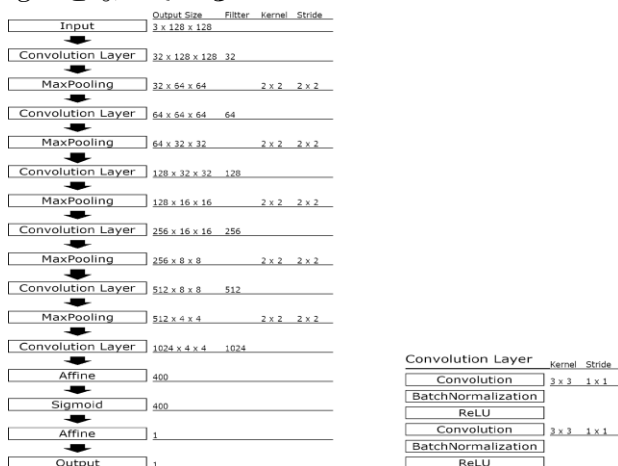 Output Size Filtter Kernel Stride
Input 3 x 128 x 128
Convolution Layer 32 x 128 x 128 32
MaxPooling 32 x 64 x 64 2 x 2 2 x 2
Convolution Layer 64 x 64 x 64 64
MaxPooling 64 x 32 x 32 2 x 2 2 x 2
Convolution Layer 128 x 32 x 32 128
MaxPooling 128 x 16 x 16 2 x 2 2 x 2
Convolution Layer 256 x 16 x 16 256
MaxPooling 256 x 8 x 8 2 x 2 2 x 2
Convolution Layer 512 x 8 x 8 512
MaxPooling 512 x 4 x 4 2 x 2 2 x 2
Convolution Layer 1024 x 4 x 4 1024
Affine 400
Sigmoid 400
Affine 1
Output 1
Convolution Layer Kernel Stride
Convolution 3 x 3 1 x 1
BatchNormalization
ReLU
Convolution 3 x 3 1 x 1
BatchNormalization
ReLU